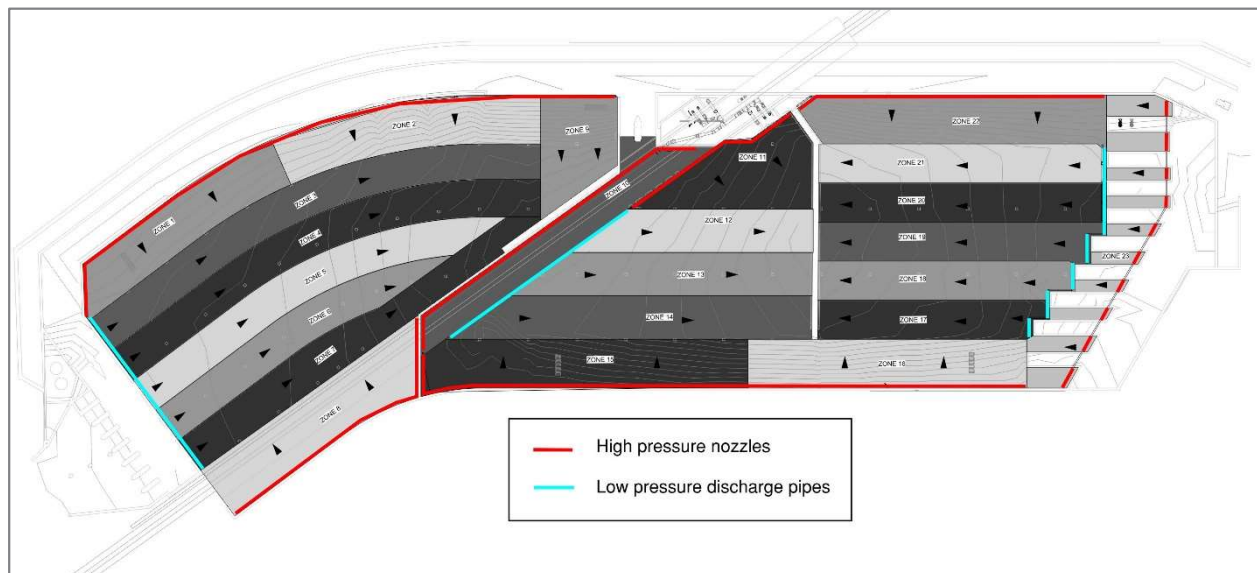 ZONE 2
ZONE 9
ZONE 27
ZONE 11
ZONE 21
ZONE 3
ZONE 10
ZONE 1
ZONE 20
ZONE 4
ZONE 12
ZONE 19
ZONE 5
ZONE 23
ZONE 13
ZONE 18
ZONE 6
ZONE 14
ZONE 17
ZONE 7
ZONE 15
ZONE 16
ZONE 8
High pressure nozzles
Low pressure discharge pipes